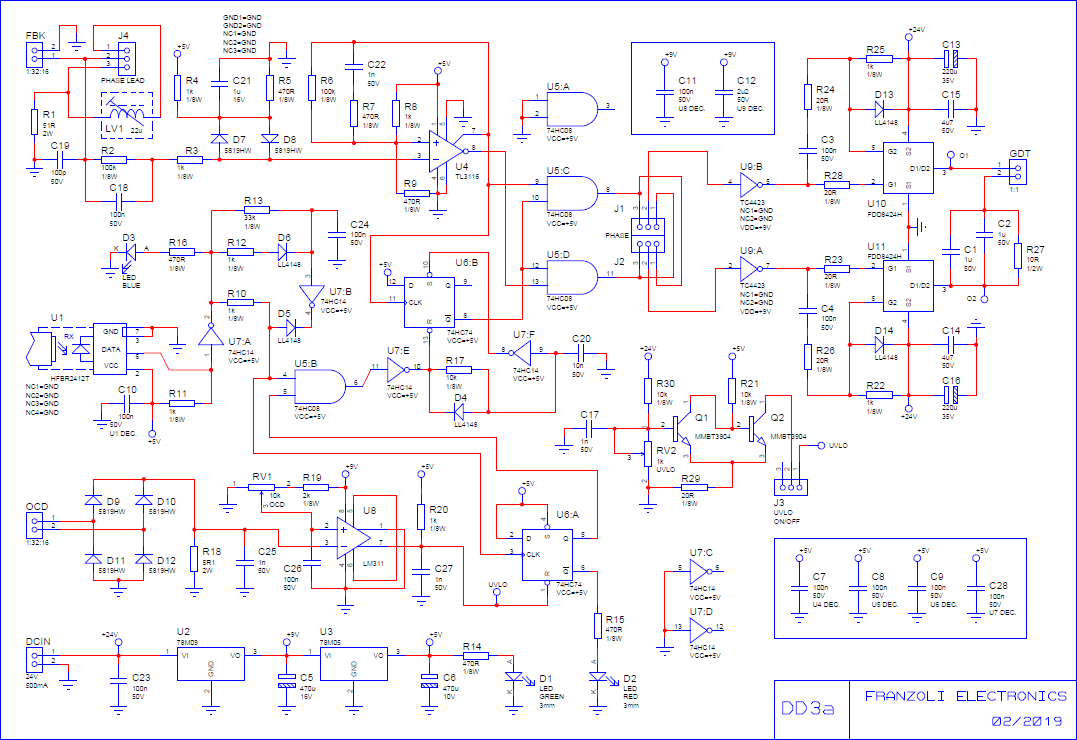 FBK
1
2
1:32:16
J4
1
2
3
PHASE LEAD
LV1
22u
R1
51R
2W
C19
100p
50V
R2
100k
1/8W
C18
100n
50V
R3
1k
1/8W
+5V
R4
1k
1/8W
GND1=GND
GND2=GND
NC1=GND
NC2=GND
NC3=GND
C21
1u
16V
R5
470R
1/8W
D7
5819HW
D8
5819HW
R6
100k
1/8W
C22
1n
50V
R7
470R
1/8W
R8
1k
1/8W
+5V
R9
470R
1/8W
U4
TL3116
U5:A
74HC08
VCC=+5V
U5:C
74HC08
VCC=+5V
U5:D
74HC08
VCC=+5V
+9V
C11
100n
50V
U8 DEC.
+9V
C12
2u2
50V
U9 DEC.
J1
PHASE
J2
U9:B
TC4423
NC1=GND
NC2=GND
VDD=+9V
U9:A
TC4423
NC1=GND
NC2=GND
VDD=+9V
+24V
R25
1k
1/8W
C13
220u
35V
R24
20R
1/8W
D13
LL4148
C15
4u7
50V
C3
100n
50V
R28
20R
1/8W
G2
G1
S2
S1
D1/D2
U10
FDD8424H
O1
GDT
1
2
1:1
U11
FDD8424H
R23
20R
1/8W
G1
G2
S1
S2
D1/D2
C1
1u
50V
C2
1u
50V
R27
10R
1/2W
O2
C4
100n
50V
R26
20R
1/8W
D14
LL4148
C14
4u7
50V
R22
1k
1/8W
C16
220u
35V
+24V
R13
33k
1/8W
D3
K
A
LED
BLUE
R16
470R
1/8W
R12
1k
1/8W
D6
LL4148
C24
100n
50V
U7:B
74HC14
VCC=+5V
R10
1k
1/8W
D5
LL4148
U7:A
74HC14
VCC=+5V
U1
RX
GND
DATA
VCC
HFBR2412T
NC1=GND
NC2=GND
NC3=GND
NC4=GND
C10
100n
50V
U1 DEC.
+5V
R11
1k
1/8W
+5V
U6:B
D
CLK
S
R
Q
Q
74HC74
VCC=+5V
U5:B
74HC08
VCC=+5V
U7:E
74HC14
VCC=+5V
R17
10k
1/8W
D4
LL4148
U7:F
74HC14
VCC=+5V
C20
10n
50V
C17
1n
50V
+24V
R30
10k
1/8W
+5V
R21
10k
1/8W
Q1
MMBT3904
Q2
MMBT3904
RV2
1k
UVLO
R29
20R
1/8W
UVLO
J3
UVLO
ON/OFF
OCD
1
2
1:32:16
D9
5819HW
D10
5819HW
D11
5819HW
D12
5819HW
R18
5R1
2W
C25
1n
50V
RV1
10k
OCD
R19
2k
1/8W
+9V
C26
100n
50V
U8
LM311
+5V
R20
1k
1/8W
C27
1n
50V
UVLO
+5V
U6:A
D
CLK
S
R
Q
Q
74HC74
VCC=+5V
R15
470R
1/8W
U7:C
74HC14
VCC=+5V
U7:D
74HC14
VCC=+5V
+5V
C7
100n
50V
U4 DEC.
+5V
C8
100n
50V
U5 DEC.
+5V
C9
100n
50V
U6 DEC.
+5V
C28
100n
50V
U7 DEC.
DCIN
1
2
24V
500mA
+24V
C23
100n
50V
U2
78M09
VI
VO
GND
+9V
C5
470u
16V
U3
78M05
VI
VO
GND
+5V
C6
470u
10V
R14
470R
1/8W
A
K
D1
LED
GREEN
3mm
A
K
D2
LED
RED
3mm
DD3a
FRANZOLI ELECTRONICS
02/2019